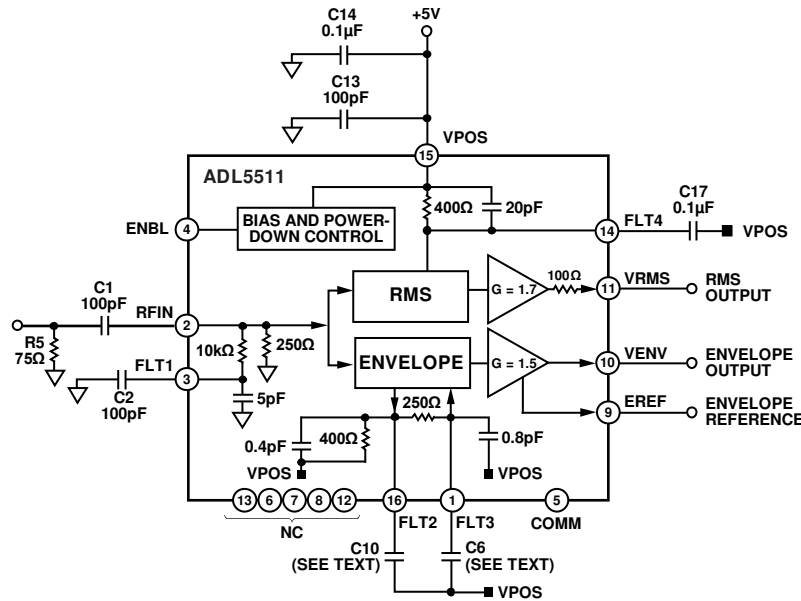 C14
0.1µF
+5V
C13
100pF
VPOS
15
ADL5511
C17
0.1µF
400Ω
20pF
ENBL
4
BIAS AND POWER-
DOWN CONTROL
14
FLT4
VPOS
C1
100pF
RFIN
2
RMS
G = 1.7
100Ω
11
VRMS
RMS
OUTPUT
R5
75Ω
10kΩ
250Ω
ENVELOPE
G = 1.5
10
VENV
ENVELOPE
OUTPUT
FLT1
3
C2
100pF
5pF
250Ω
9
EREF
ENVELOPE
REFERENCE
0.4pF
400Ω
0.8pF
VPOS
VPOS
13
6
7
8
12
16
1
5
NC
FLT2
FLT3
COMM
C10
(SEE TEXT)
C6
(SEE TEXT)
VPOS